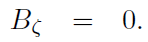 B_ζ = 0.